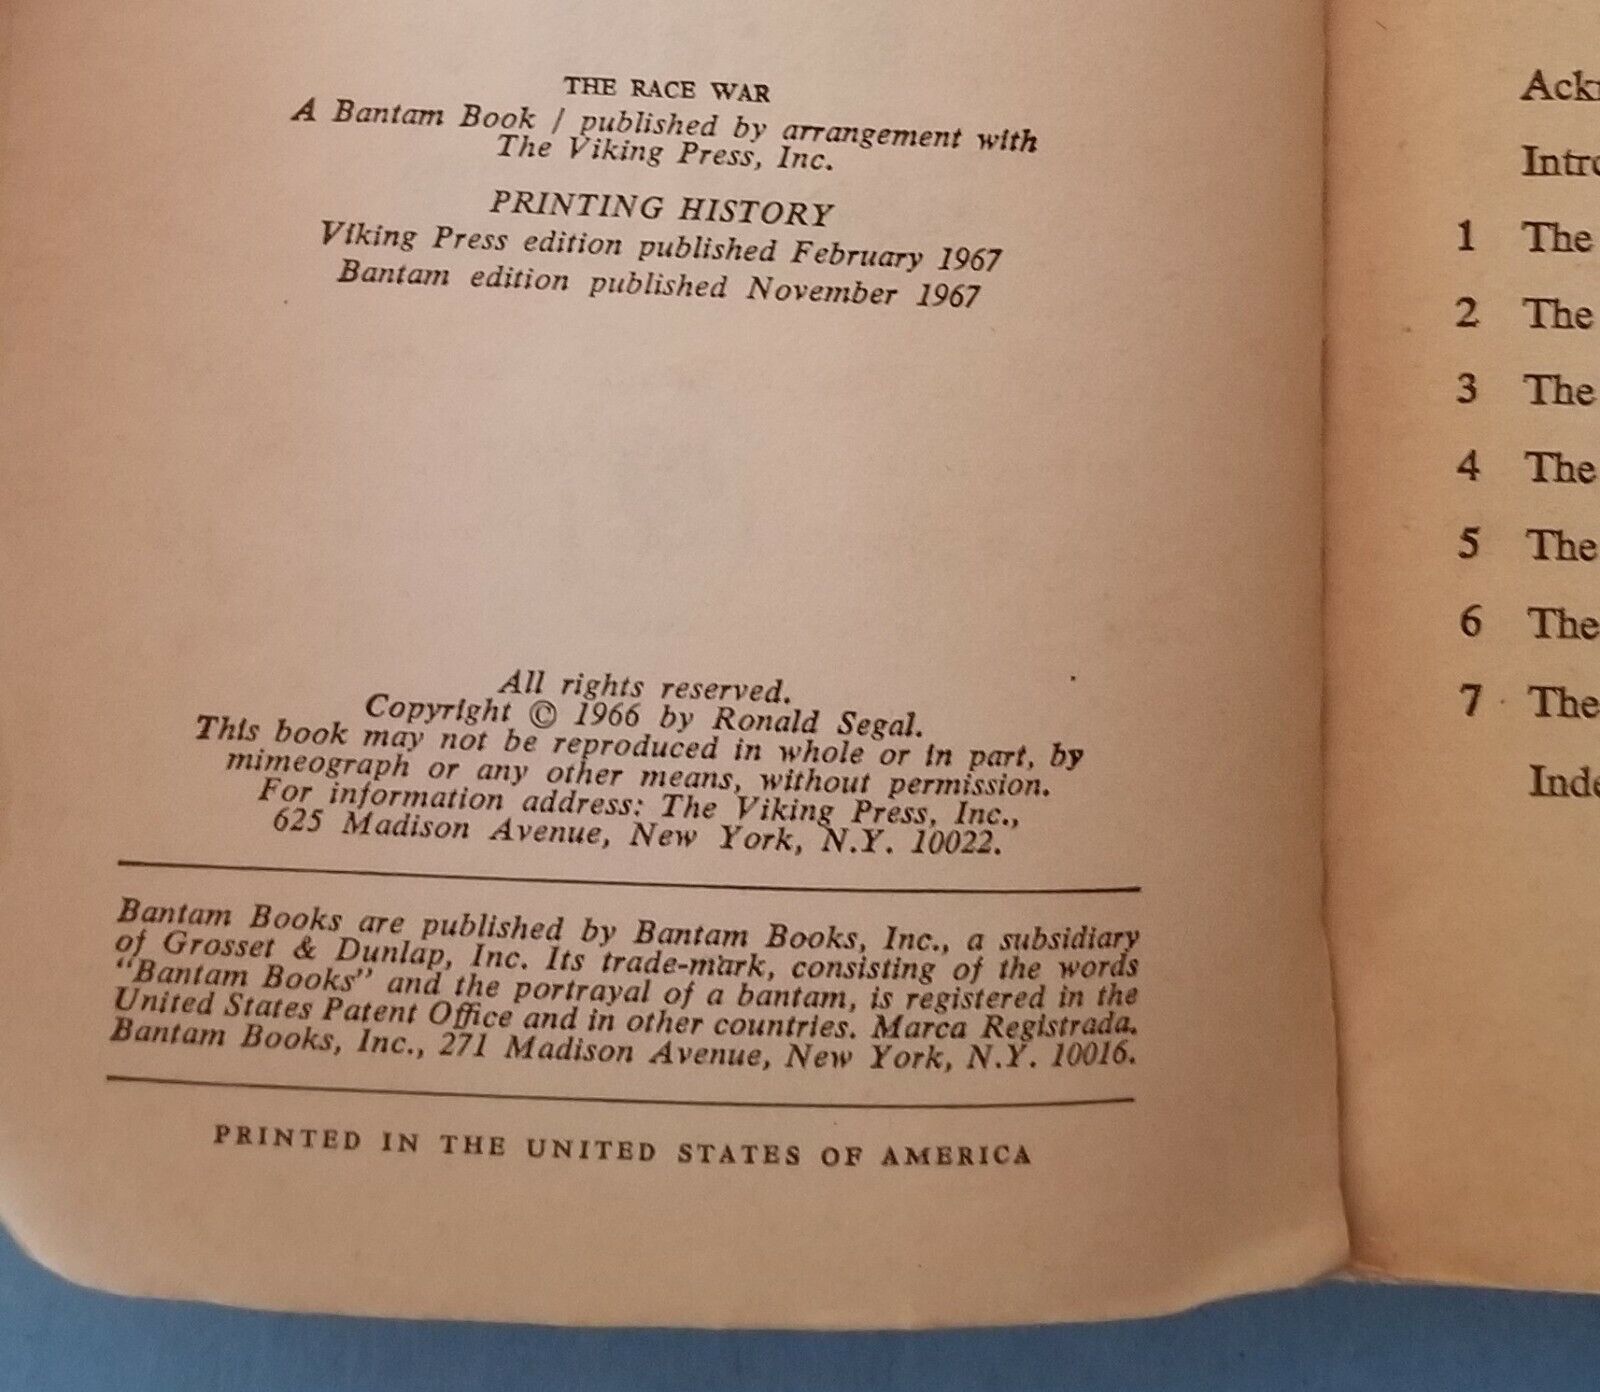 THE RACE WAR
A Bantam Book / published by arrangement with
The Viking Press, Inc.
PRINTING HISTORY
Viking Press edition published February 1967
Bantam edition published November 1967
All rights reserved.
Copyright © 1966 by Ronald Segal.
This book may not be reproduced in whole or in part, by
mimeograph or any other means, without permission.
For information address: The Viking Press, Inc.,
625 Madison Avenue, New York, N.Y. 10022.
Bantam Books are published by Bantam Books, Inc., a subsidiary
of Grosset & Dunlap, Inc. Its trade-mark, consisting of the words
"Bantam Books" and the portrayal of a bantam, is registered in the
United States Patent Office and in other countries. Marca Registrada.
Bantam Books, Inc., 271 Madison Avenue, New York, N.Y. 10016.
PRINTED IN THE UNITED STATES OF AMERICA
1 The
2 The
3 The
4 The
5 The
6 The
7 The